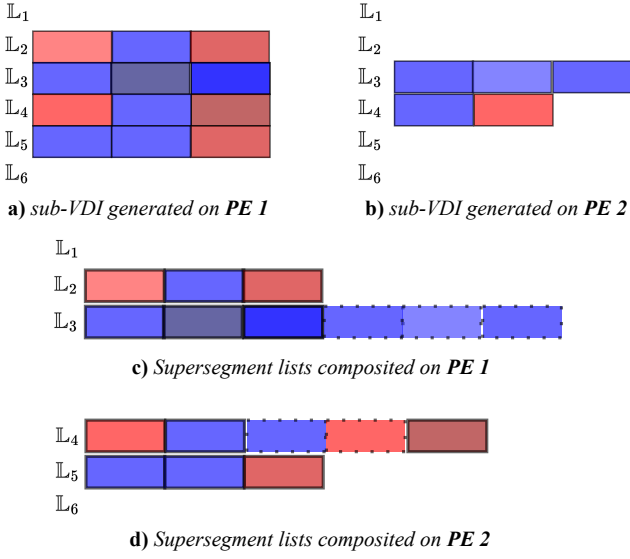 𝕃₁
𝕃₂
𝕃₃
𝕃₄
𝕃₅
𝕃₆
a) sub-VDI generated on PE 1
𝕃₁
𝕃₂
𝕃₃
𝕃₄
𝕃₅
𝕃₆
b) sub-VDI generated on PE 2
𝕃₁
𝕃₂
𝕃₃
c) Supersegment lists composited on PE 1
𝕃₄
𝕃₅
𝕃₆
d) Supersegment lists composited on PE 2